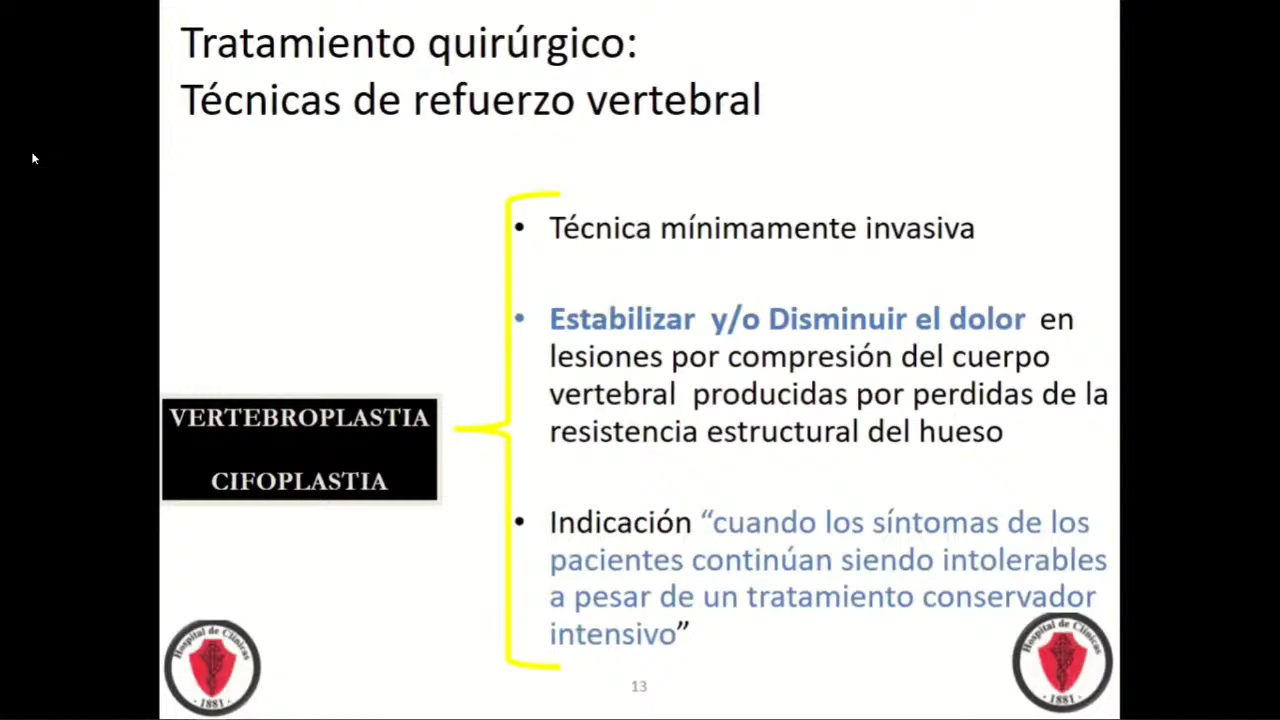 Tratamiento quirúrgico:
Técnicas de refuerzo vertebral
VERTEBROPLASTIA
CIFOPLASTIA
• Técnica mínimamente invasiva
• Estabilizar y/o Disminuir el dolor en
lesiones por compresión del cuerpo
vertebral producidas por perdidas de la
resistencia estructural del hueso
• Indicación “cuando los síntomas de los
pacientes continúan siendo intolerables
a pesar de un tratamiento conservador
intensivo”
Hospital de Clínicas
- 1881 -
13
Hospital de Clínicas
- 1881 -